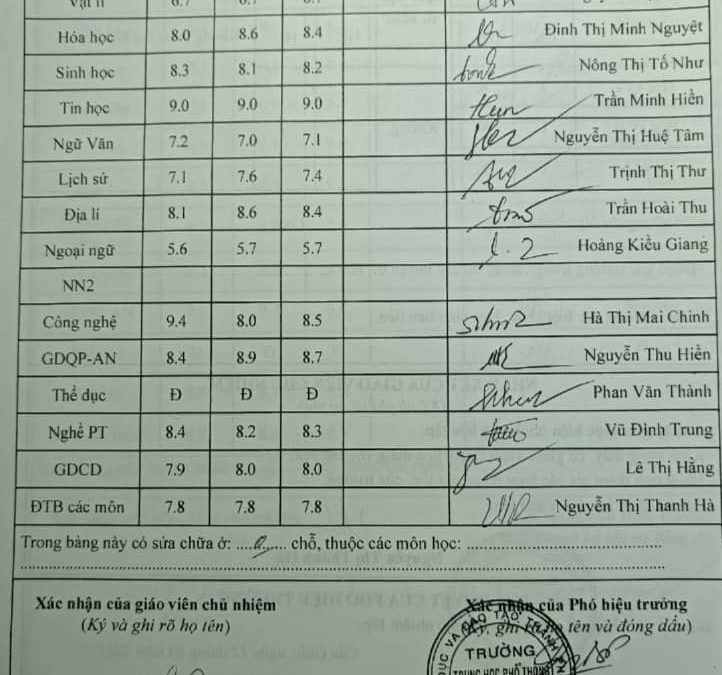 Hóa học 8.0 8.6 8.4 Đinh Thị Minh Nguyệt
Sinh học 8.3 8.1 8.2 Nông Thị Tố Như
Tin học 9.0 9.0 9.0 Trần Minh Hiền
Ngữ Văn 7.2 7.0 7.1 Nguyễn Thị Huệ Tâm
Lịch sử 7.1 7.6 7.4 Trịnh Thị Thư
Địa lí 8.1 8.6 8.4 Trần Hoài Thu
Ngoại ngữ 5.6 5.7 5.7 Hoàng Kiều Giang
NN2
Công nghệ 9.4 8.0 8.5 Hà Thị Mai Chinh
GDQP-AN 8.4 8.9 8.7 Nguyễn Thu Hiền
Thể dục Đ Đ Đ Phan Văn Thành
Nghề PT 8.4 8.2 8.3 Vũ Đình Trung
GDCD 7.9 8.0 8.0 Lê Thị Hằng
ĐTB các môn 7.8 7.8 7.8 Nguyễn Thị Thanh Hà
Trong bảng này có sửa chữa ở: ....0..... chỗ, thuộc các môn học: ....................
Xác nhận của giáo viên chủ nhiệm
(Ký và ghi rõ họ tên)
Xác nhận của Phó hiệu trưởng
ghi họ tên và đóng dấu)
TRƯỜNG
TRUNG HỌC PHỔ THÔNG